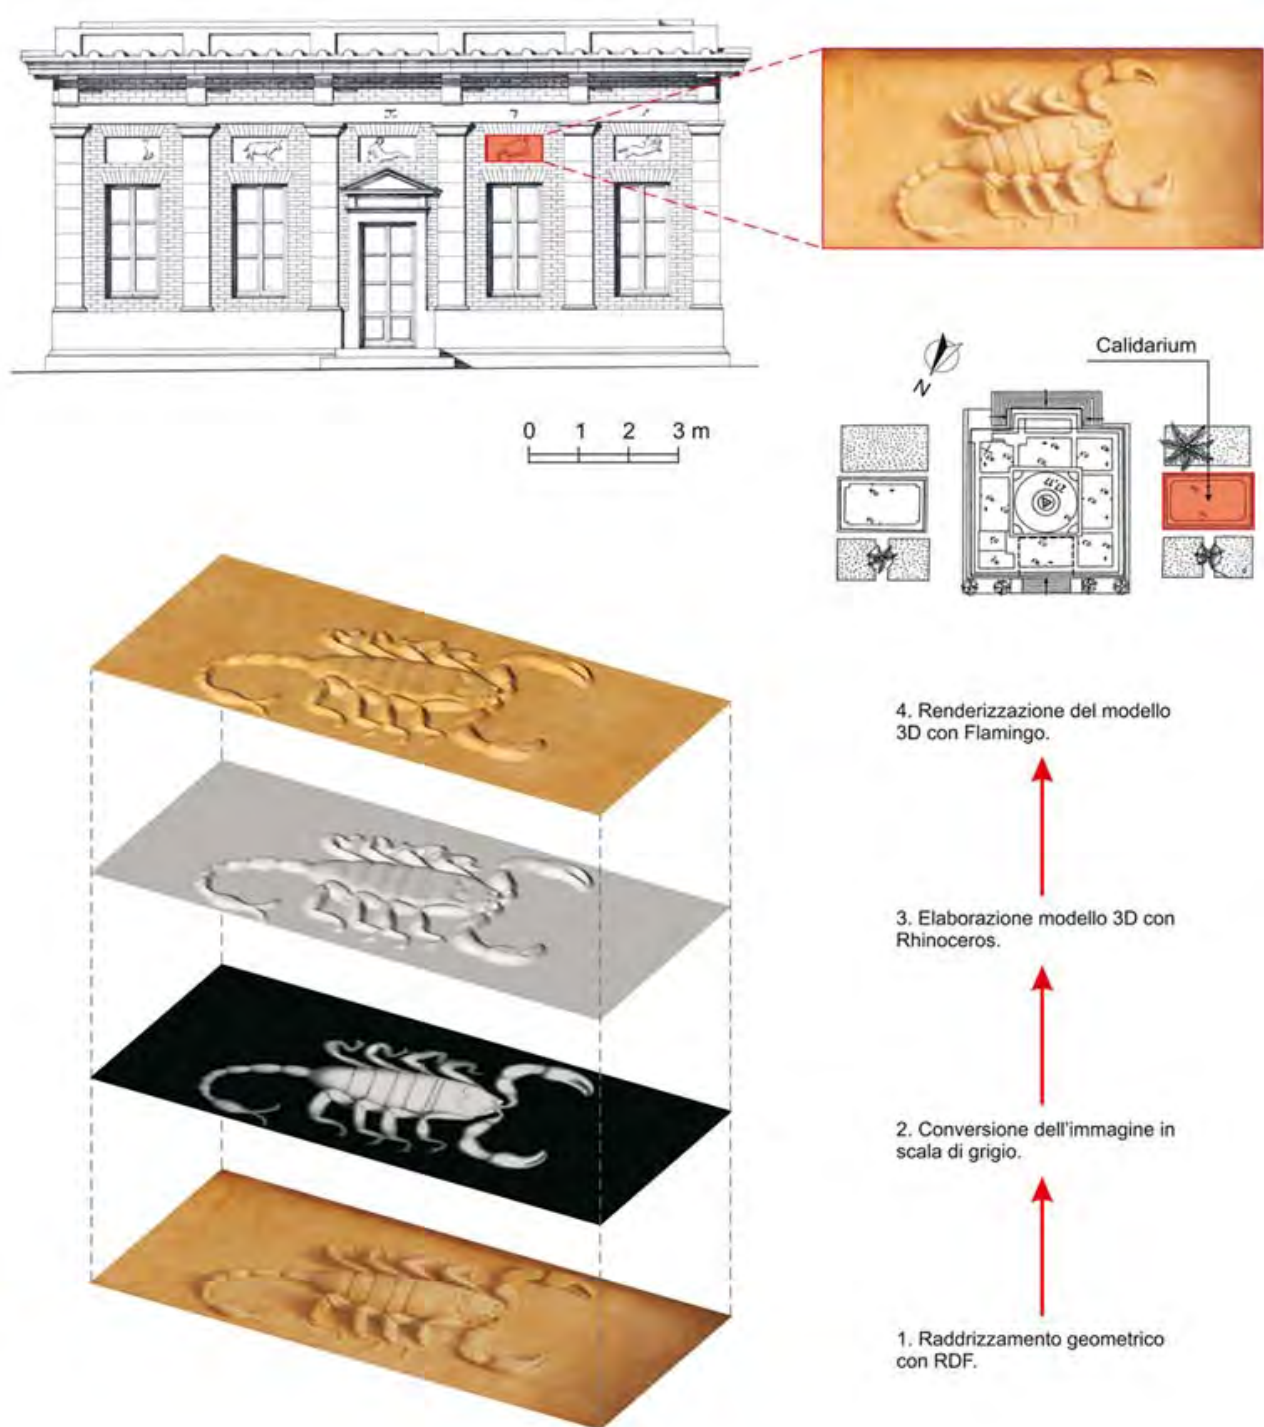 Calidarium
N
0 1 2 3 m
4. Renderizzazione del modello
3D con Flamingo.
3. Elaborazione modello 3D con
Rhinoceros.
2. Conversione dell'immagine in
scala di grigio.
1. Raddrizzamento geometrico
con RDF.